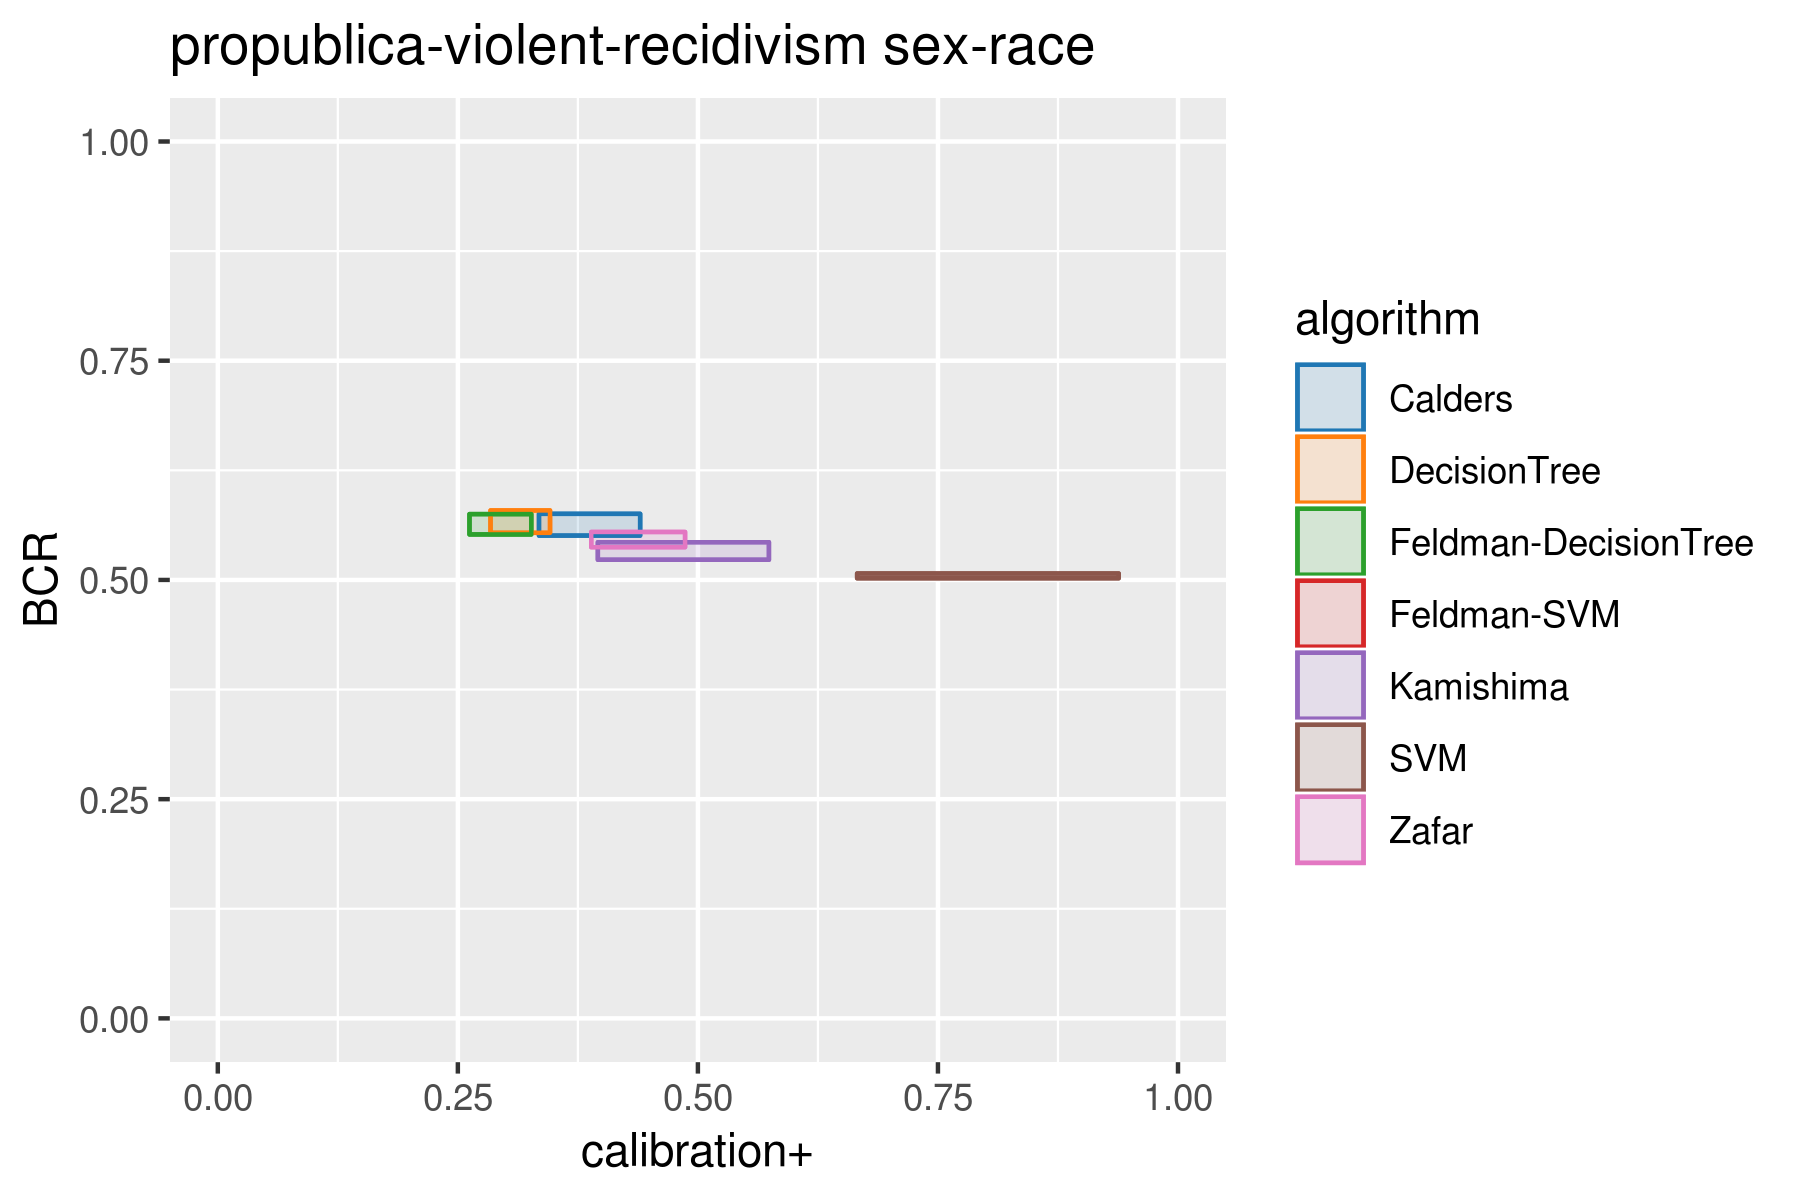 propublica-violent-recidivism sex-race
1.00
0.75
0.50
0.25
0.00
BCR
0.00 0.25 0.50 0.75 1.00
calibration+
algorithm
Calders
DecisionTree
Feldman-DecisionTree
Feldman-SVM
Kamishima
SVM
Zafar